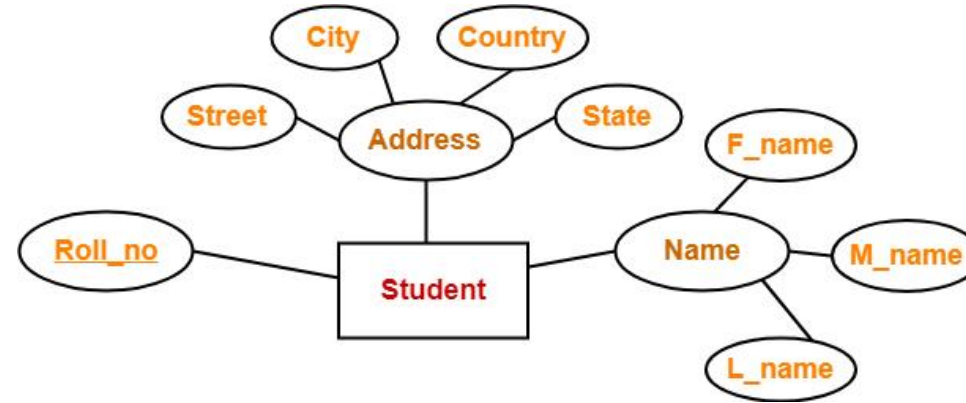 City
Country
Street
Address
State
F_name
Roll_no
Student
Name
M_name
L_name